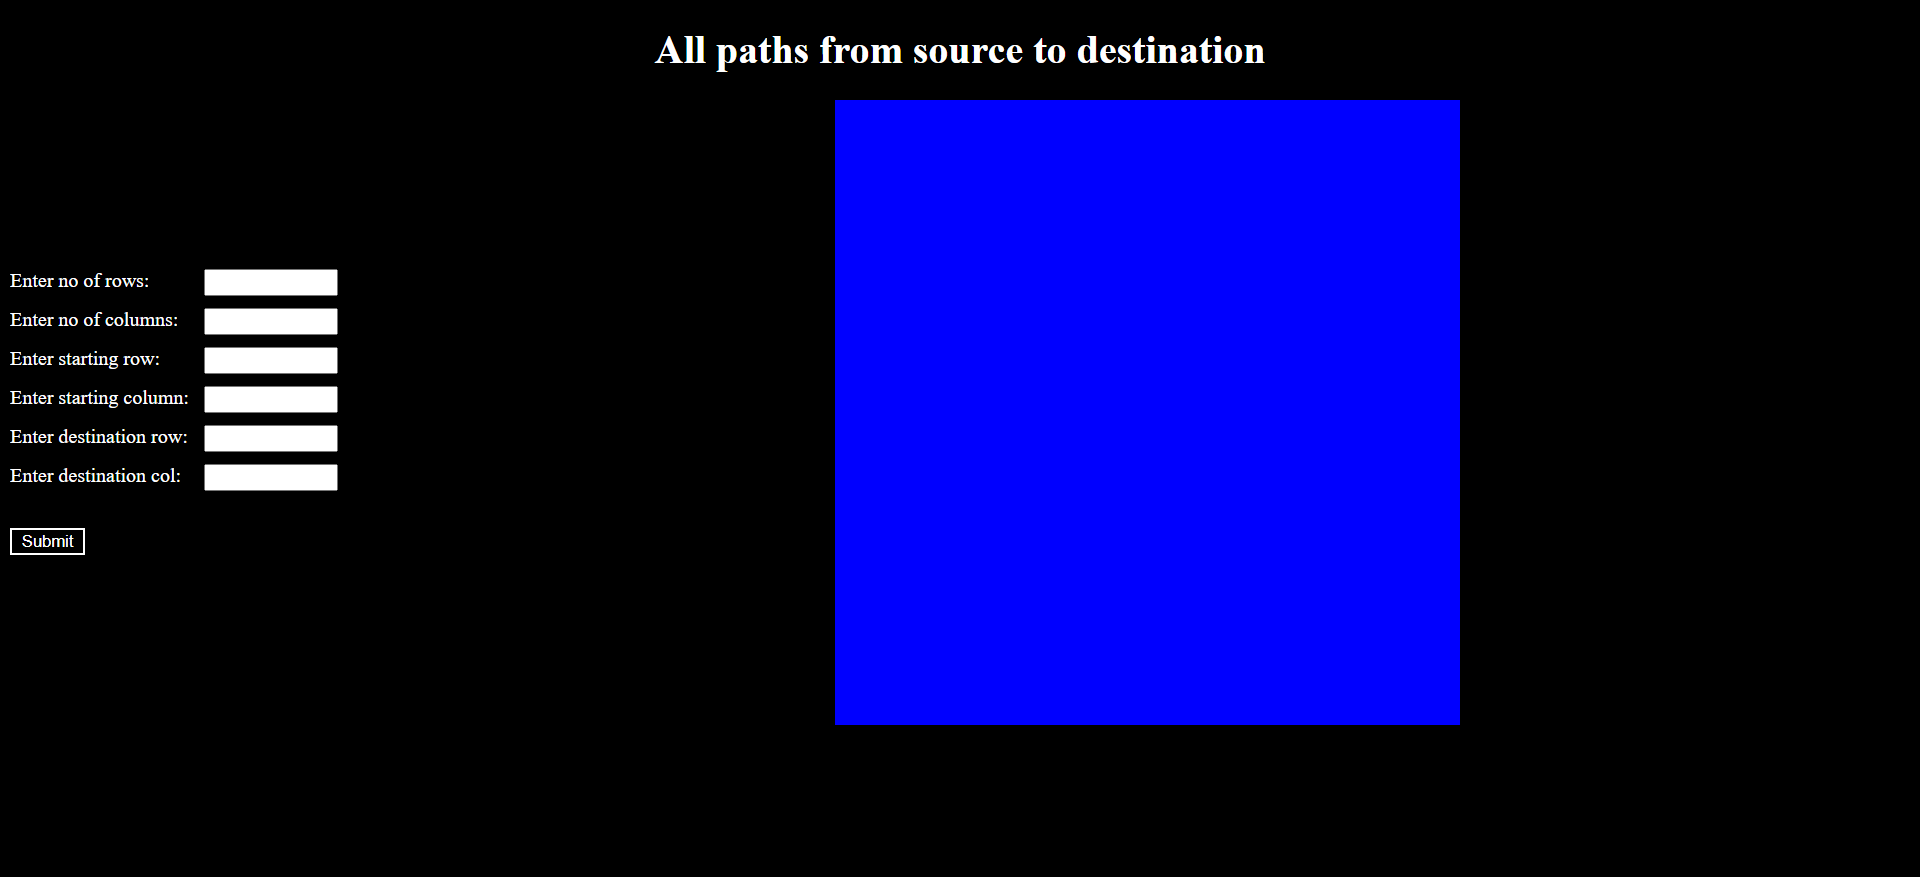 All paths from source to destination
Enter no of rows:
Enter no of columns:
Enter starting row:
Enter starting column:
Enter destination row:
Enter destination col:
Submit